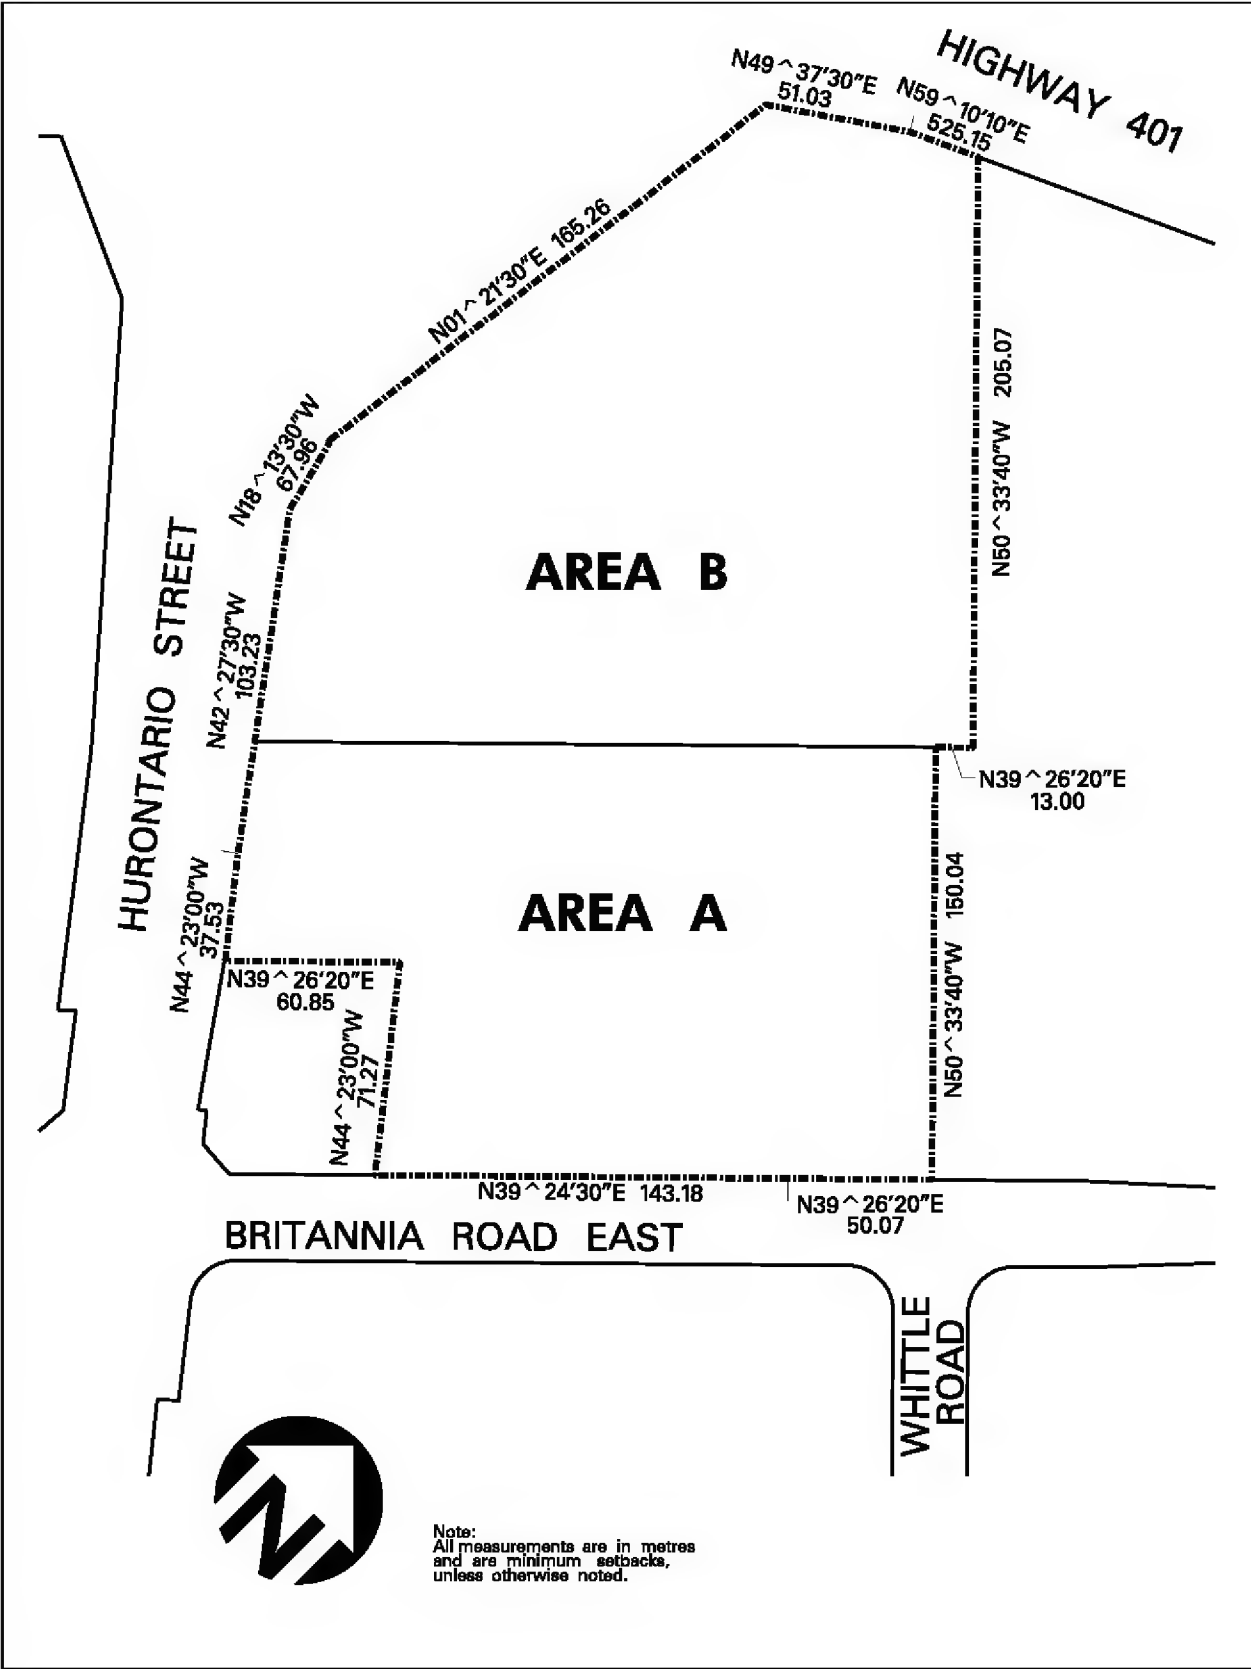 HIGHWAY 401
N49^37'30"E
51.03
N59^10'10"E
525.15
N01^21'30"E 165.26
N18^13'30"W
67.96
N50^33'40"W 205.07
AREA B
HURONTARIO STREET
N42^27'30"W
103.23
N39^26'20"E
13.00
N44^23'00"W
37.53
AREA A
N50^33'40"W 150.04
N39^26'20"E
60.85
N44^23'00"W
71.27
N39^24'30"E 143.18
N39^26'20"E
50.07
BRITANNIA ROAD EAST
WHITTLE
ROAD
N
Note:
All measurements are in metres
and are minimum setbacks,
unless otherwise noted.